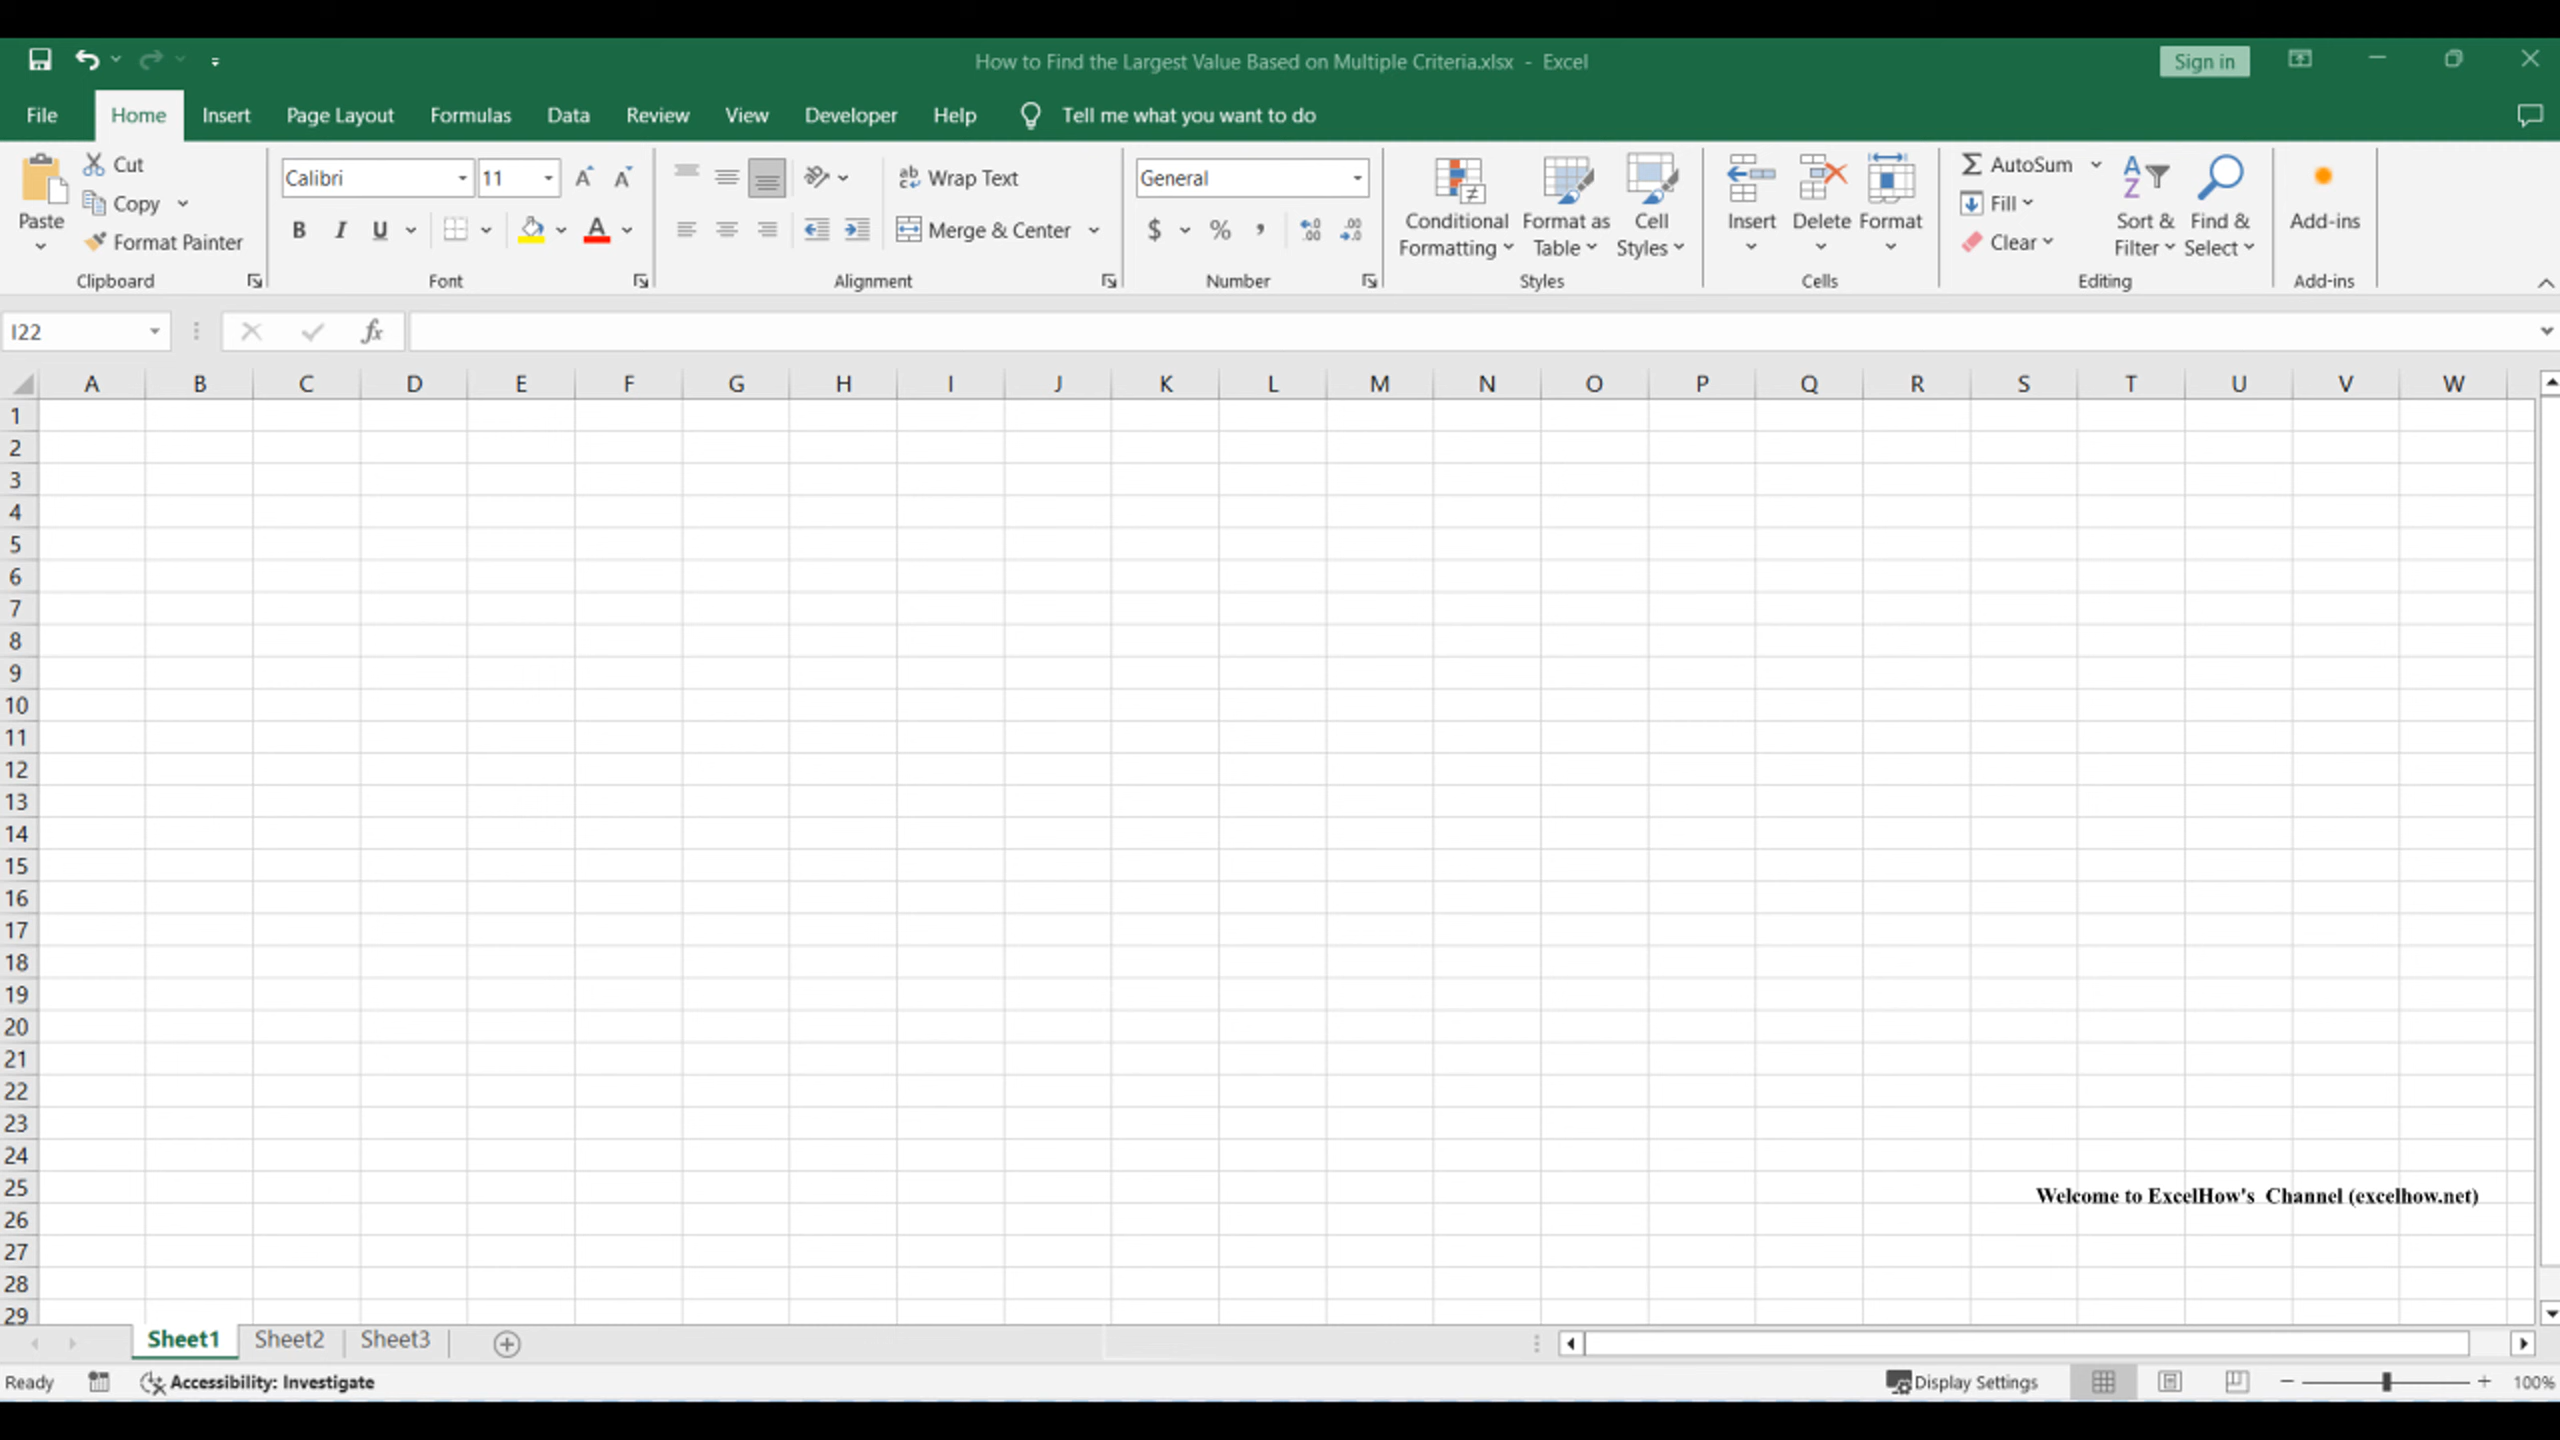 How to Find the Largest Value Based on Multiple Criteria.xlsx - Excel
Sign in
File Home Insert Page Layout Formulas Data Review View Developer Help Tell me what you want to do
Paste
Cut
Copy
Format Painter
Clipboard
Calibri 11
B I U A
Font
ab Wrap Text
Merge & Center
Alignment
General
$ % , .00 .00
Number
Conditional Formatting
Format as Table
Cell Styles
Styles
Insert
Delete
Format
Cells
AutoSum
Fill
Clear
Sort & Filter
Find & Select
Editing
Add-ins
Add-ins
I22
fx
A B C D E F G H I J K L M N O P Q R S T U V W
1
2
3
4
5
6
7
8
9
10
11
12
13
14
15
16
17
18
19
20
21
22
23
24
25
Welcome to ExcelHow's Channel (excelhow.net)
26
27
28
29
Sheet1 Sheet2 Sheet3
Ready Accessibility: Investigate Display Settings 100%